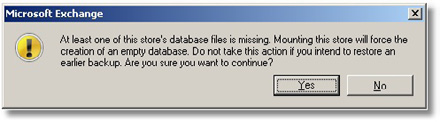 Microsoft Exchange
At least one of this store's database files is missing. Mounting this store will force the
creation of an empty database. Do not take this action if you intend to restore an
earlier backup. Are you sure you want to continue?
Yes No